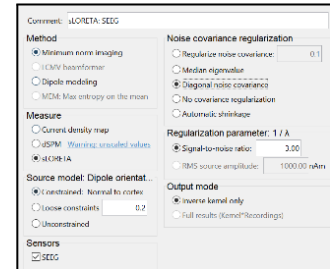 Comment: sLORETA: SEEG
Method
Minimum norm imaging
LCMV beamformer
Dipole modeling
MEM: Max entropy on the mean
Measure
Current density map
dSPM Warning: unscaled values
sLORETA
Source model: Dipole orientat...
Constrained: Normal to cortex
Loose constraints 0.2
Unconstrained
Sensors
SEEG
Noise covariance regularization
Regularize noise covariance: 0.1
Median eigenvalue
Diagonal noise covariance
No covariance regularization
Automatic shrinkage
Regularization parameter: 1 / λ
Signal-to-noise ratio: 3.00
RMS source amplitude: 1000.00 nAm
Output mode
Inverse kernel only
Full results (Kernel*Recordings)